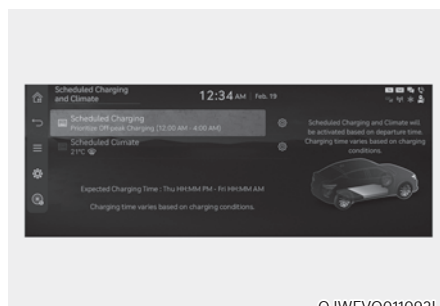 Scheduled Charging
and Climate
12:34 AM Feb. 19
Scheduled Charging
Prioritize Off-peak Charging [12:00 AM - 4:00 AM]
Scheduled Climate
21°C
Expected Charging Time : Thu HH:MM PM - Fri HH:MM AM
Charging time varies based on charging conditions.
Scheduled Charging and Climate will
be activated based on departure time.
Charging time varies based on charging
conditions.